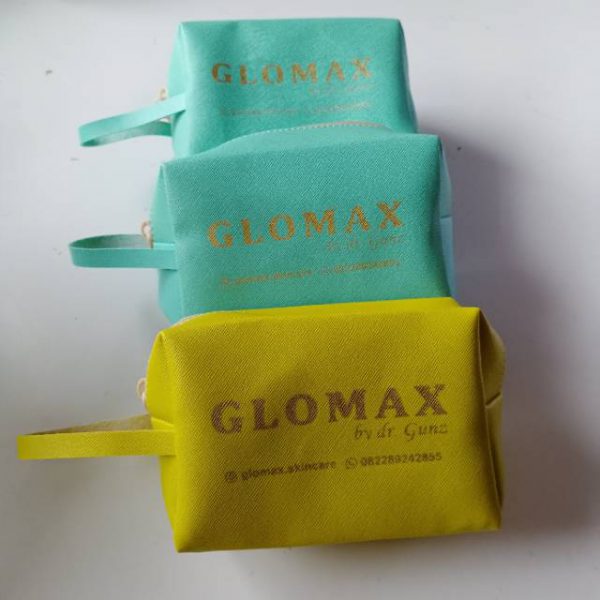 GLOMAX
GLOMAX
by dr. Gunz
GLOMAX
by dr. Gunz
glomax.skincare 082289242855